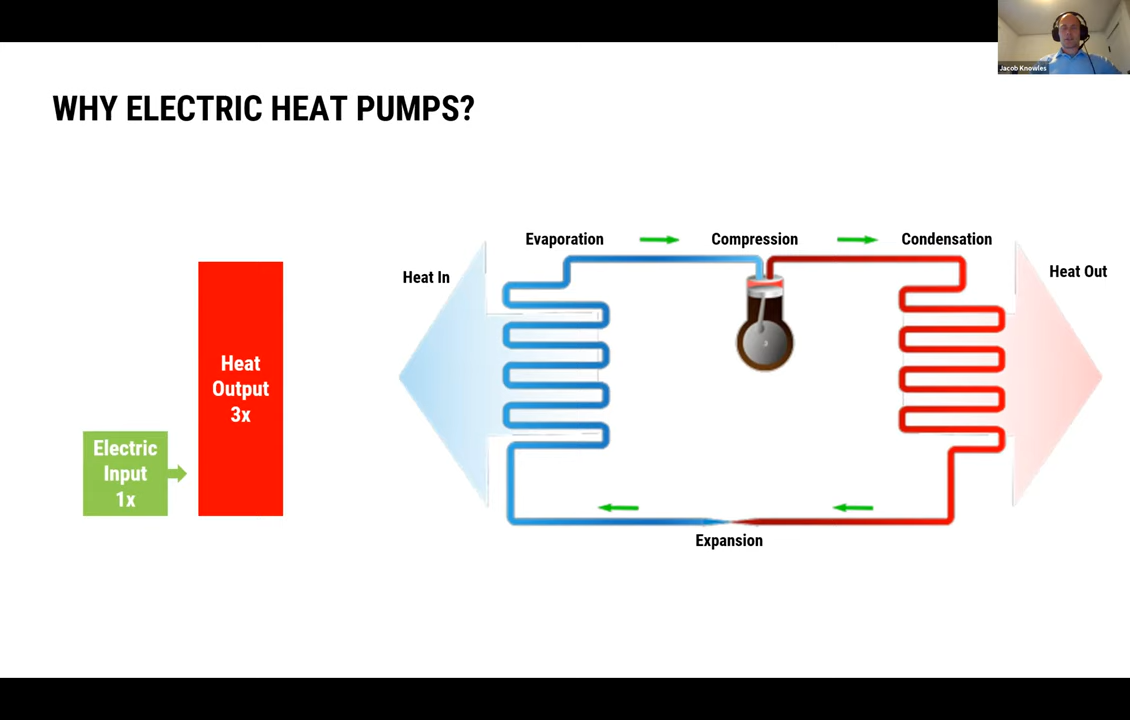 Jacob Knowles
WHY ELECTRIC HEAT PUMPS?
Evaporation
Compression
Condensation
Heat In
Heat Out
Heat
Output
3x
Electric
Input
1x
Expansion